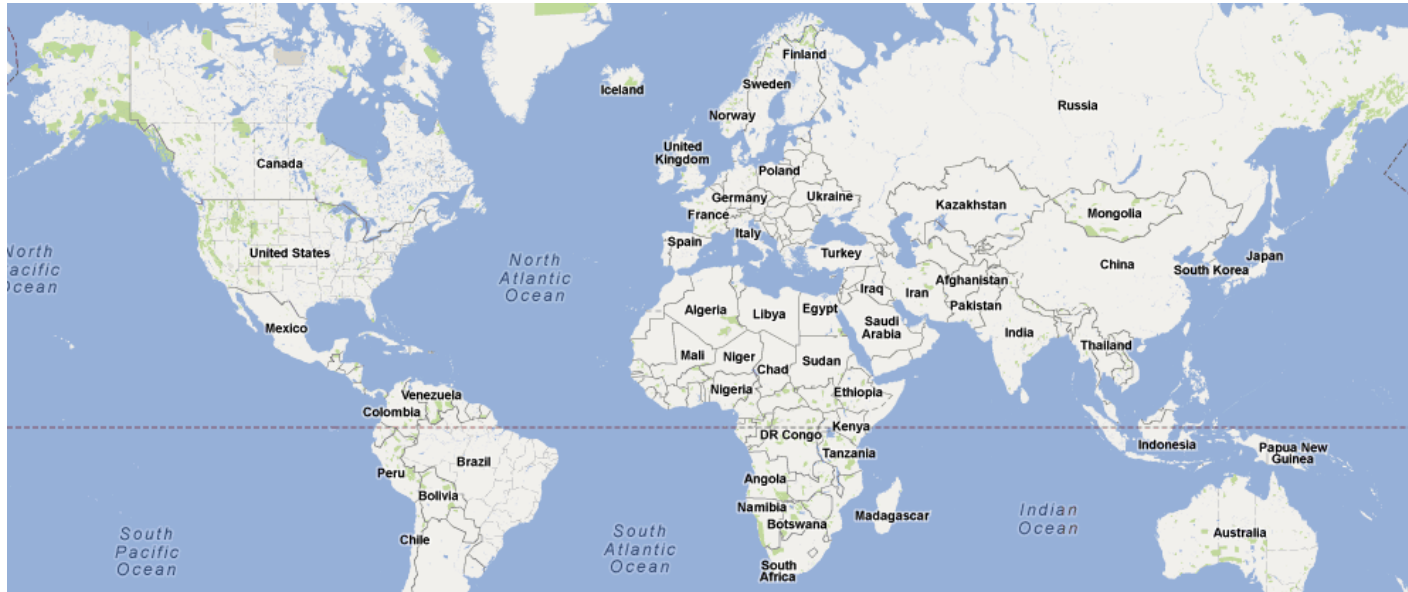 Finland
Iceland
Sweden
Russia
Norway
United
Kingdom
Canada
Poland
Germany
Ukraine
Kazakhstan
France
Mongolia
Italy
Spain
United States
Turkey
North
acific
Ocean
North
Atlantic
Ocean
China
Japan
South Korea
Afghanistan
Iraq
Iran
Pakistan
Algeria
Libya
Egypt
Saudi
Arabia
Mexico
India
Thailand
Mali
Niger
Sudan
Chad
Nigeria
Ethiopia
Venezuela
Colombia
Kenya
DR Congo
Indonesia
Papua New
Guinea
Tanzania
Brazil
Peru
Angola
Bolivia
Namibia
Botswana
Madagascar
Indian
Ocean
Australia
Chile
South
Pacific
Ocean
South
Atlantic
Ocean
South
Africa